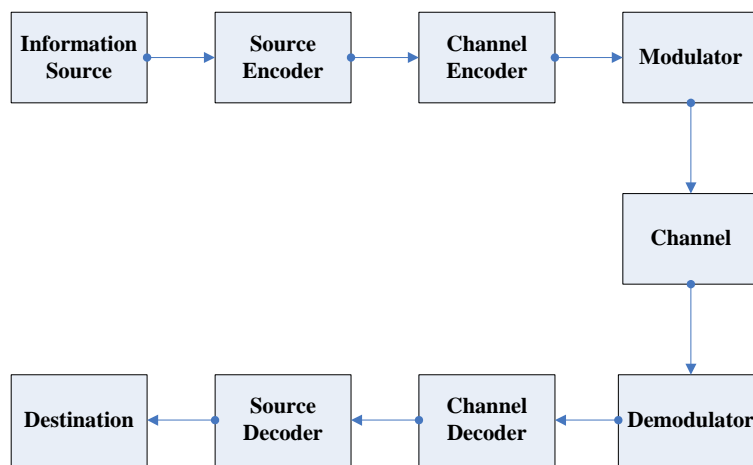 Information
Source
Source
Encoder
Channel
Encoder
Modulator
Channel
Destination
Source
Decoder
Channel
Decoder
Demodulator